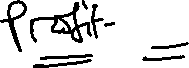 Profit =